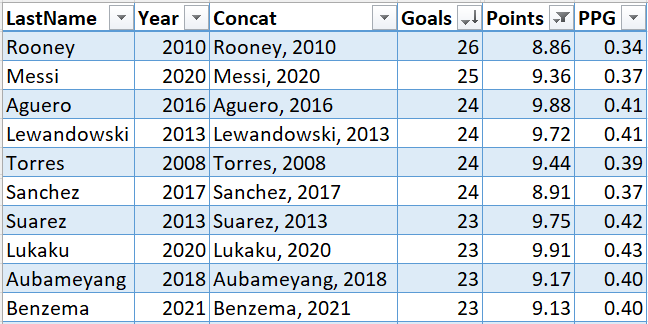 LastName Year Concat Goals Points PPG
Rooney 2010 Rooney, 2010 26 8.86 0.34
Messi 2020 Messi, 2020 25 9.36 0.37
Aguero 2016 Aguero, 2016 24 9.88 0.41
Lewandowski 2013 Lewandowski, 2013 24 9.72 0.41
Torres 2008 Torres, 2008 24 9.44 0.39
Sanchez 2017 Sanchez, 2017 24 8.91 0.37
Suarez 2013 Suarez, 2013 23 9.75 0.42
Lukaku 2020 Lukaku, 2020 23 9.91 0.43
Aubameyang 2018 Aubameyang, 2018 23 9.17 0.40
Benzema 2021 Benzema, 2021 23 9.13 0.40